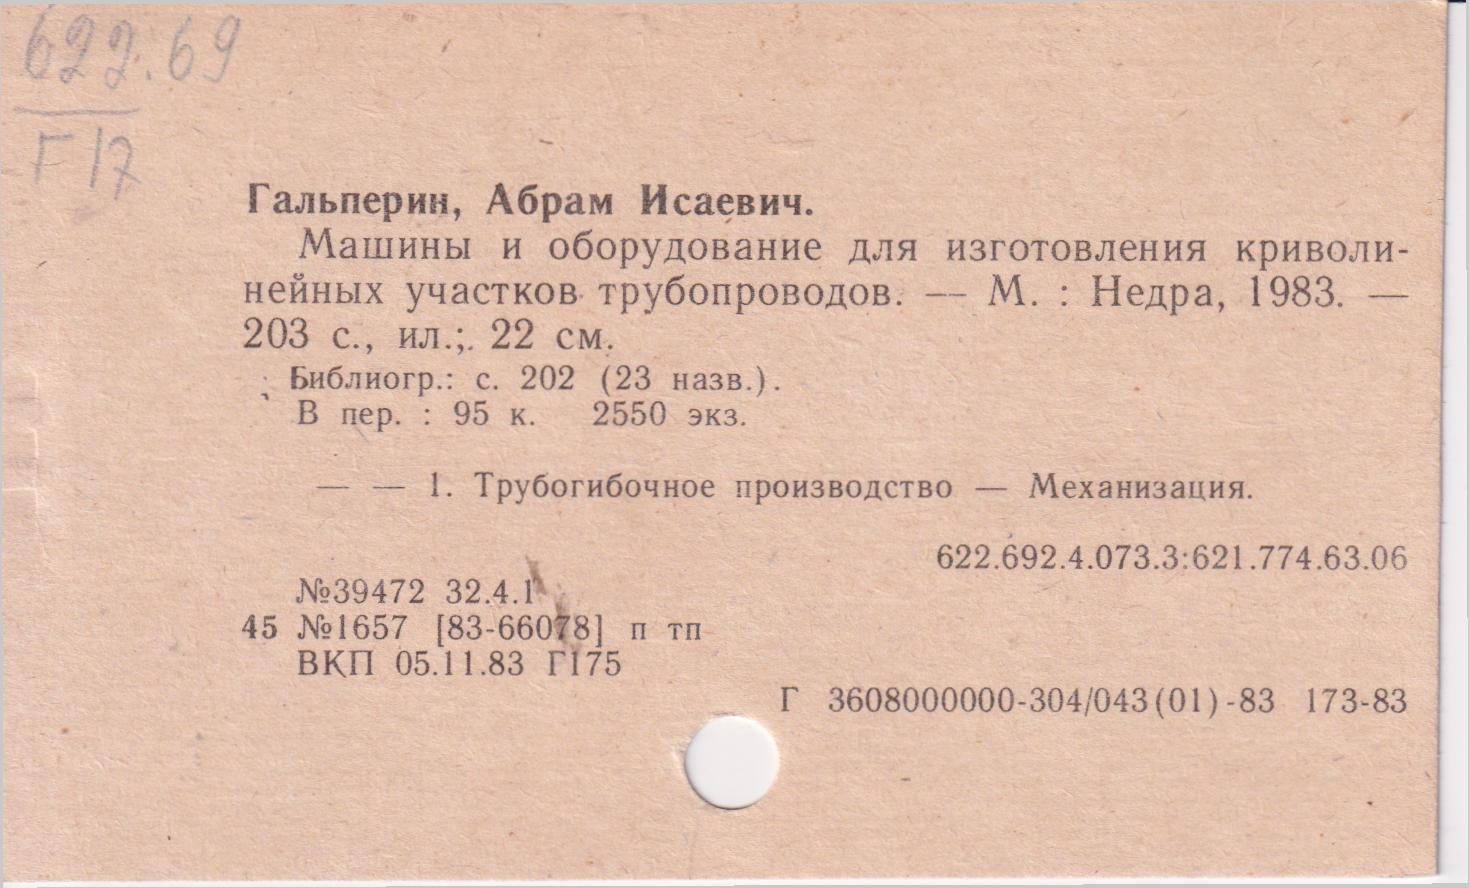 622.69
Г 17
Гальперин, Абрам Исаевич.
Машины и оборудование для изготовления криволи-
нейных участков трубопроводов. — М. : Недра, 1983. —
203 с., ил.; 22 см.
Библиогр.: с. 202 (23 назв.).
В пер. : 95 к. 2550 экз.
— — 1. Трубогибочное производство — Механизация.
622.692.4.073.3:621.774.63.06
№39472 32.4.1
45 №1657 [83-66078] п тп
ВКП 05.11.83 Г175
Г 3608000000-304/043(01)-83 173-83